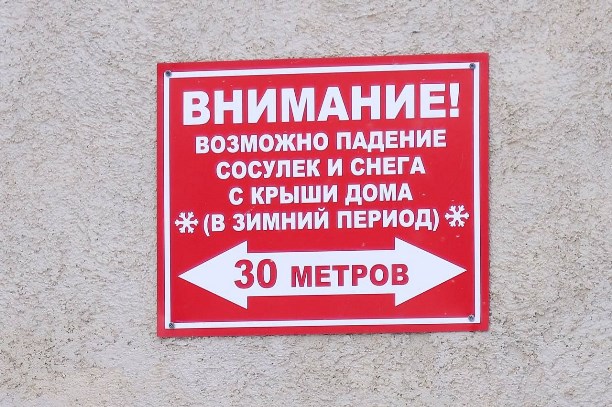 ВНИМАНИЕ!
ВОЗМОЖНО ПАДЕНИЕ
СОСУЛЕК И СНЕГА
С КРЫШИ ДОМА
(В ЗИМНИЙ ПЕРИОД)
30 МЕТРОВ